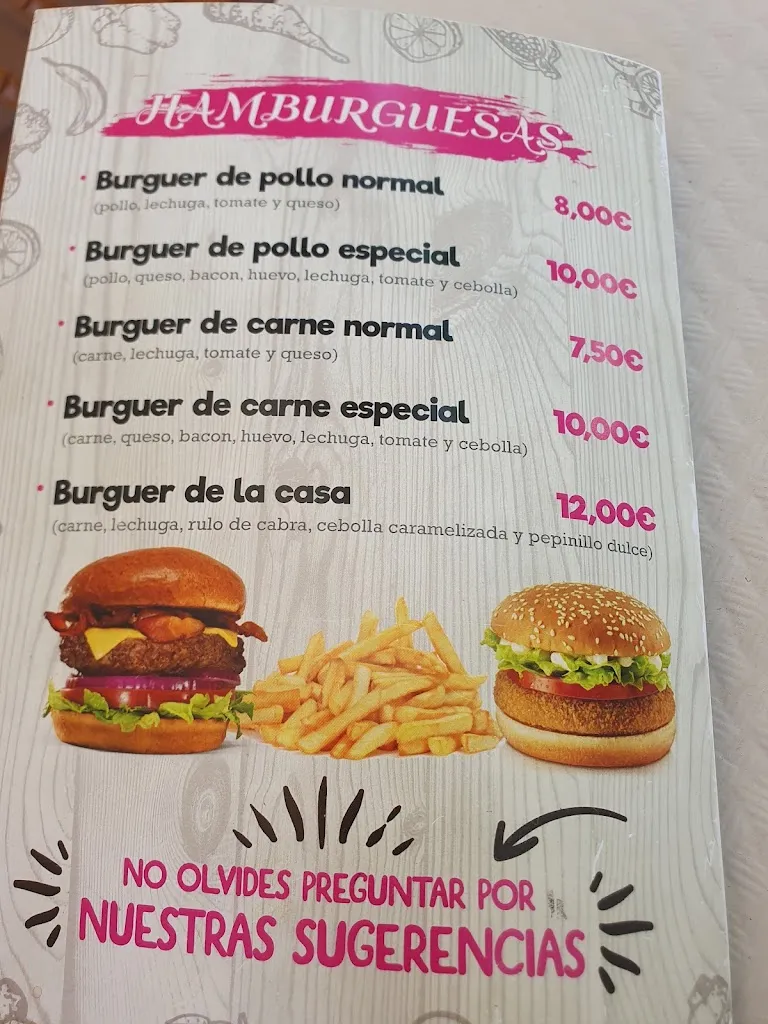 HAMBURGUESAS
Burguer de pollo normal 8,00€
(pollo, lechuga, tomate y queso)
Burguer de pollo especial 10,00€
(pollo, queso, bacon, huevo, lechuga, tomate y cebolla)
Burguer de carne normal 7,50€
(carne, lechuga, tomate y queso)
Burguer de carne especial 10,00€
(carne, queso, bacon, huevo, lechuga, tomate y cebolla)
Burguer de la casa 12,00€
(carne, lechuga, rulo de cabra, cebolla caramelizada y pepinillo dulce)
NO OLVIDES PREGUNTAR POR
NUESTRAS SUGERENCIAS